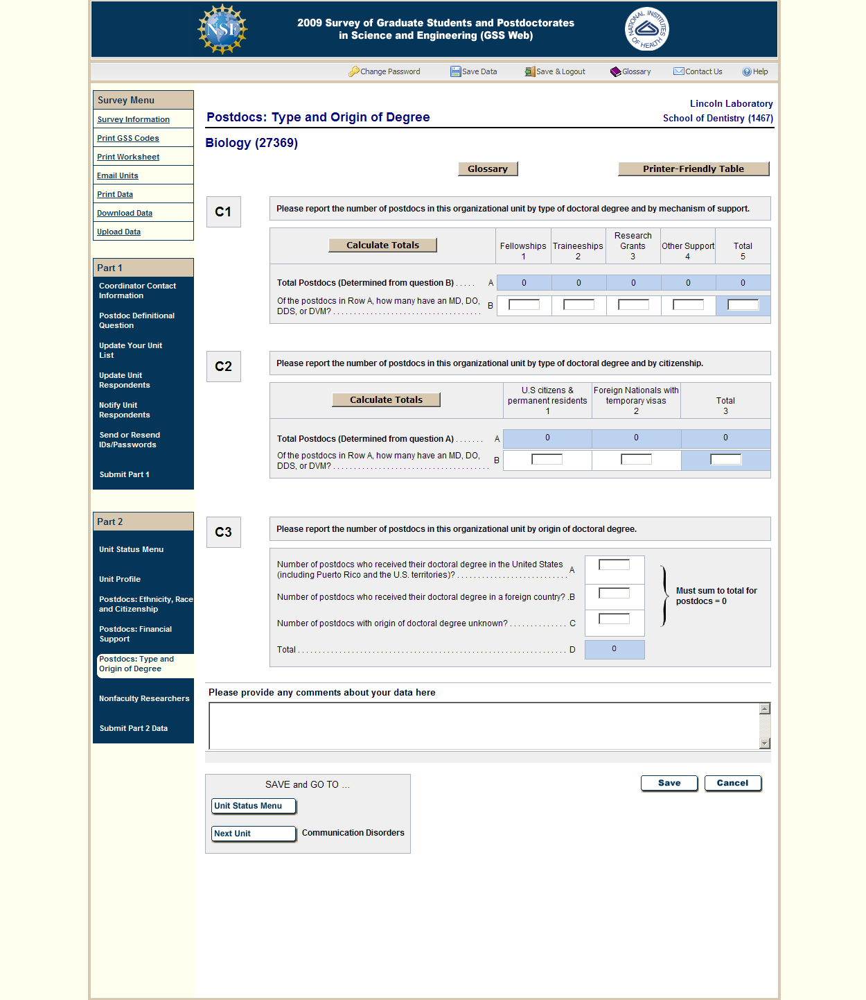 NSF
2009 Survey of Graduate Students and Postdoctorates
in Science and Engineering (GSS Web)
NATIONAL INSTITUTES OF HEALTH
Change Password
Save Data
Save & Logout
Glossary
Contact Us
Help
Survey Menu
Survey Information
Print GSS Codes
Print Worksheet
Email Units
Print Data
Download Data
Upload Data
Part 1
Coordinator Contact
Information
Postdoc Definitional
Question
Update Your Unit
List
Update Unit
Respondents
Notify Unit
Respondents
Send or Resend
IDs/Passwords
Submit Part 1
Part 2
Unit Status Menu
Unit Profile
Postdocs: Ethnicity, Race
and Citizenship
Postdocs: Financial
Support
Postdocs: Type and
Origin of Degree
Nonfaculty Researchers
Submit Part 2 Data
Lincoln Laboratory
Postdocs: Type and Origin of Degree
School of Dentistry (1467)
Biology (27369)
Glossary
Printer-Friendly Table
C1
Please report the number of postdocs in this organizational unit by type of doctoral degree and by mechanism of support.
Calculate Totals
Fellowships
1
Traineeships
2
Research
Grants
3
Other Support
4
Total
5
Total Postdocs (Determined from question B) . . . . . A 0 0 0 0 0
Of the postdocs in Row A, how many have an MD, DO,
DDS, or DVM? . . . . . . . . . . . . . . . . . . . . . . . . . . . . . . . . . . . . B
C2
Please report the number of postdocs in this organizational unit by type of doctoral degree and by citizenship.
Calculate Totals
U.S citizens &
permanent residents
1
Foreign Nationals with
temporary visas
2
Total
3
Total Postdocs (Determined from question A) . . . . . . . A 0 0 0
Of the postdocs in Row A, how many have an MD, DO,
DDS, or DVM? . . . . . . . . . . . . . . . . . . . . . . . . . . . . . . . . . . . . . . B
C3
Please report the number of postdocs in this organizational unit by origin of doctoral degree.
Number of postdocs who received their doctoral degree in the United States
(including Puerto Rico and the U.S. territories)? . . . . . . . . . . . . . . . . . . . . . . . . . . . A
Number of postdocs who received their doctoral degree in a foreign country? . B
Number of postdocs with origin of doctoral degree unknown? . . . . . . . . . . . . . . C
Total . . . . . . . . . . . . . . . . . . . . . . . . . . . . . . . . . . . . . . . . . . . . . . . . . . . . . . . . . . . . . . . . . D 0
Must sum to total for
postdocs = 0
Please provide any comments about your data here
SAVE and GO TO ...
Unit Status Menu
Next Unit
Communication Disorders
Save
Cancel